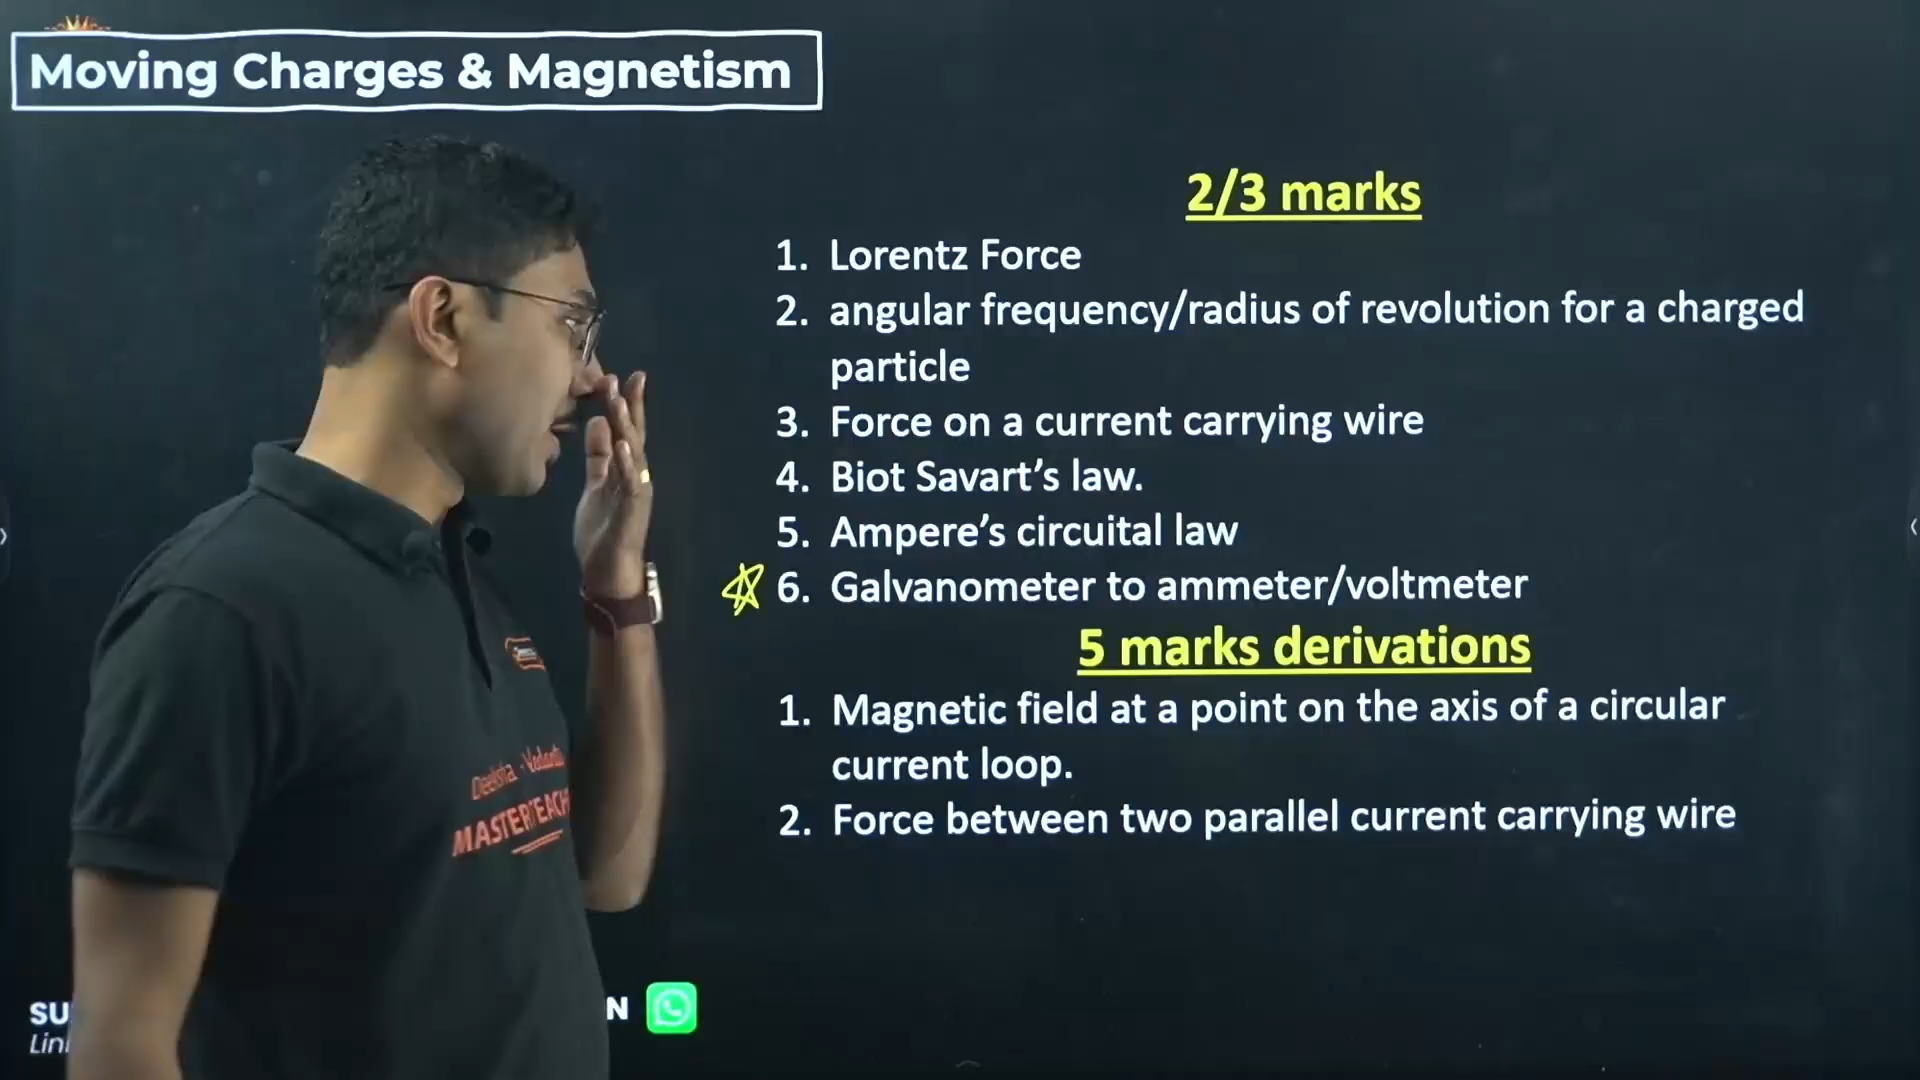 Moving Charges & Magnetism
2/3 marks
1. Lorentz Force
2. angular frequency/radius of revolution for a charged
particle
3. Force on a current carrying wire
4. Biot Savart’s law.
5. Ampere’s circuital law
6. Galvanometer to ammeter/voltmeter
5 marks derivations
1. Magnetic field at a point on the axis of a circular
current loop.
2. Force between two parallel current carrying wire